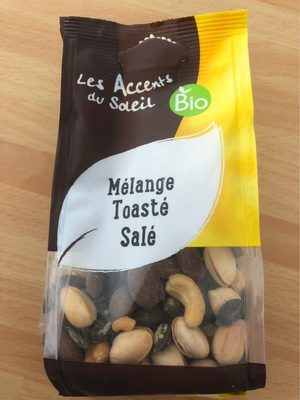 Les Accents
du Soleil
Bio
Mélange
Toasté
Salé